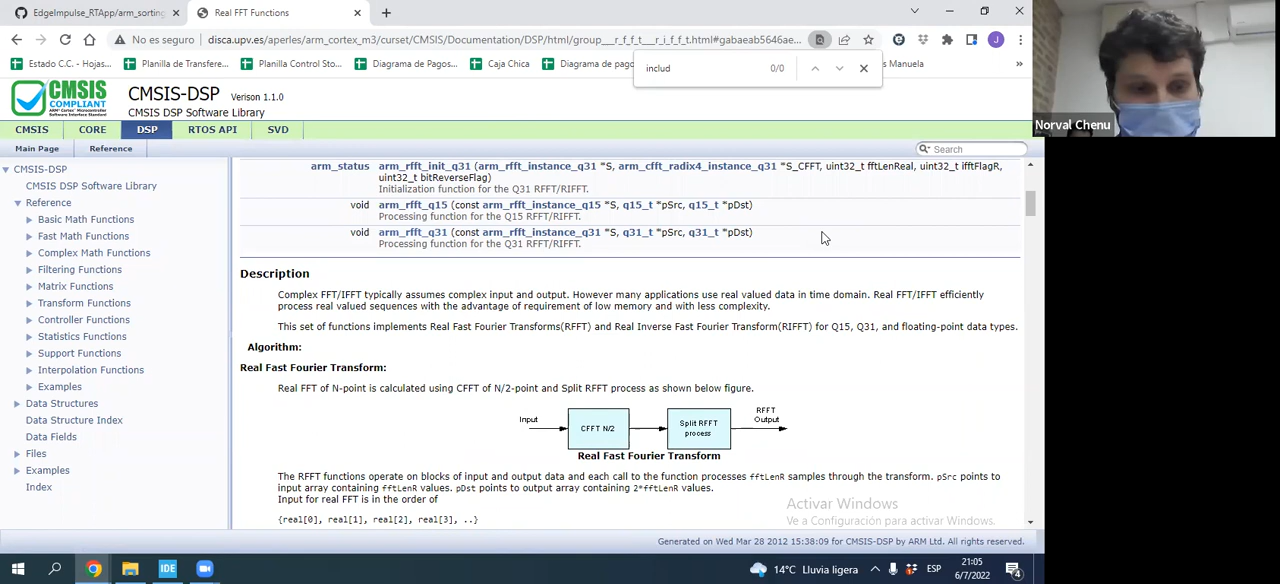 EdgeImpulse_RTApp/arm_sorting
Real FFT Functions
No es seguro
disca.upv.es/aperles/arm_cortex_m3/curset/CMSIS/Documentation/DSP/html/group___r_f_f_t___r_i_f_f_t.html#gabaeab5646ae...
J
Estado C.C. - Hojas...
Planilla de Transfere...
Planilla Control Sto...
Diagrama de Pagos...
Caja Chica
Diagrama de pag
s Manuela
»
includ
0/0
CMSIS
COMPLIANT
CMSIS-DSP Verison 1.1.0
CMSIS DSP Software Library
CMSIS
CORE
DSP
RTOS API
SVD
Main Page
Reference
Search
CMSIS-DSP
CMSIS DSP Software Library
Reference
Basic Math Functions
Fast Math Functions
Complex Math Functions
Filtering Functions
Matrix Functions
Transform Functions
Controller Functions
Statistics Functions
Support Functions
Interpolation Functions
Examples
Data Structures
Data Structure Index
Data Fields
Files
Examples
Index
arm_status arm_rfft_init_q31 (arm_rfft_instance_q31 *S, arm_cfft_radix4_instance_q31 *S_CFFT, uint32_t fftLenReal, uint32_t ifftFlagR,
uint32_t bitReverseFlag)
Initialization function for the Q31 RFFT/RIFFT.
void arm_rfft_q15 (const arm_rfft_instance_q15 *S, q15_t *pSrc, q15_t *pDst)
Processing function for the Q15 RFFT/RIFFT.
void arm_rfft_q31 (const arm_rfft_instance_q31 *S, q31_t *pSrc, q31_t *pDst)
Processing function for the Q31 RFFT/RIFFT.
Description
Complex FFT/IFFT typically assumes complex input and output. However many applications use real valued data in time domain. Real FFT/IFFT efficiently
process real valued sequences with the advantage of requirement of low memory and with less complexity.
This set of functions implements Real Fast Fourier Transforms(RFFT) and Real Inverse Fast Fourier Transform(RIFFT) for Q15, Q31, and floating-point data types.
Algorithm:
Real Fast Fourier Transform:
Real FFT of N-point is calculated using CFFT of N/2-point and Split RFFT process as shown below figure.
Input
CFFT N/2
Split RFFT
process
RFFT
Output
Real Fast Fourier Transform
The RFFT functions operate on blocks of input and output data and each call to the function processes fftLenR samples through the transform. pSrc points to
input array containing fftLenR values. pDst points to output array containing 2*fftLenR values.
Input for real FFT is in the order of
{real[0], real[1], real[2], real[3], ..}
Activar Windows
Ve a Configuración para activar Windows.
Generated on Wed Mar 28 2012 15:38:09 for CMSIS-DSP by ARM Ltd. All rights reserved.
IDE
14°C Lluvia ligera
ESP
21:05
6/7/2022
4
Norval Chenu